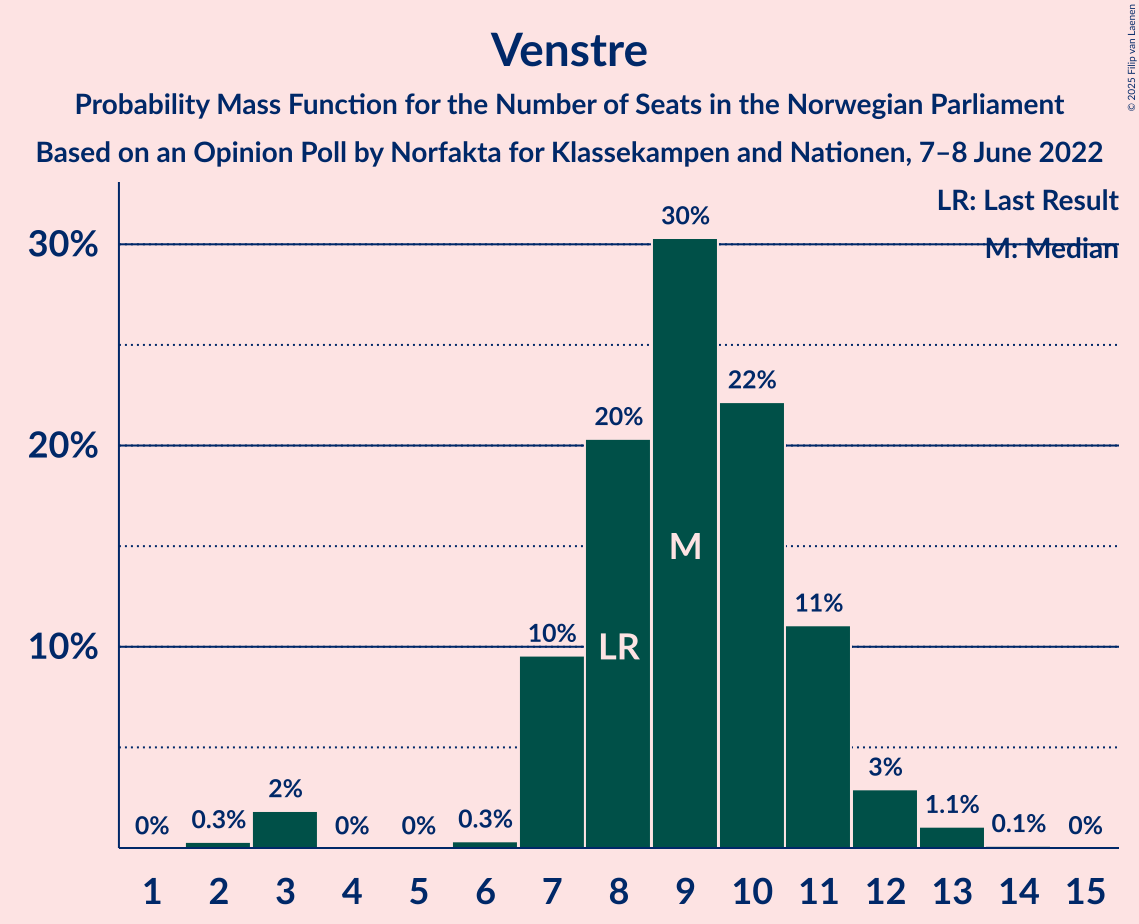 Venstre
Probability Mass Function for the Number of Seats in the Norwegian Parliament
Based on an Opinion Poll by Norfakta for Klassekampen and Nationen, 7–8 June 2022
© 2025 Filip van Laenen
LR: Last Result
M: Median
30%
20%
10%
0%
0.3%
2%
0%
0%
0.3%
10%
20%
30%
22%
11%
3%
1.1%
0.1%
0%
LR
M
1 2 3 4 5 6 7 8 9 10 11 12 13 14 15